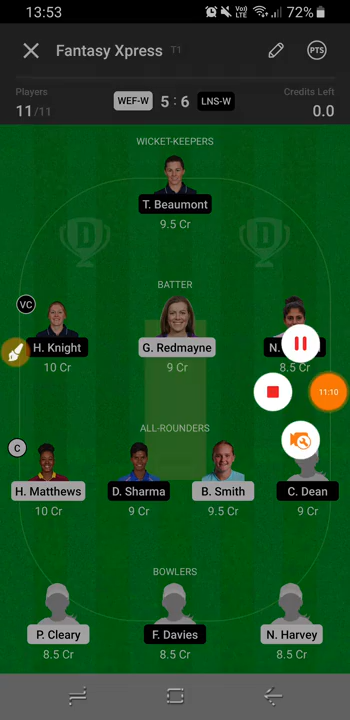 13:53 Vo) LTE 72%
Fantasy Xpress T1 PTS
Players Credits Left
11/11 WEF-W 5 : 6 LNS-W 0.0
WICKET-KEEPERS
D D
T. Beaumont
9.5 Cr
BATTER
VC
H. Knight G. Redmayne N.
10 Cr 9 Cr 8.5 Cr
11:10
ALL-ROUNDERS
C
H. Matthews D. Sharma B. Smith C. Dean
10 Cr 9 Cr 9.5 Cr 9 Cr
BOWLERS
P. Cleary F. Davies N. Harvey
8.5 Cr 8.5 Cr 8.5 Cr